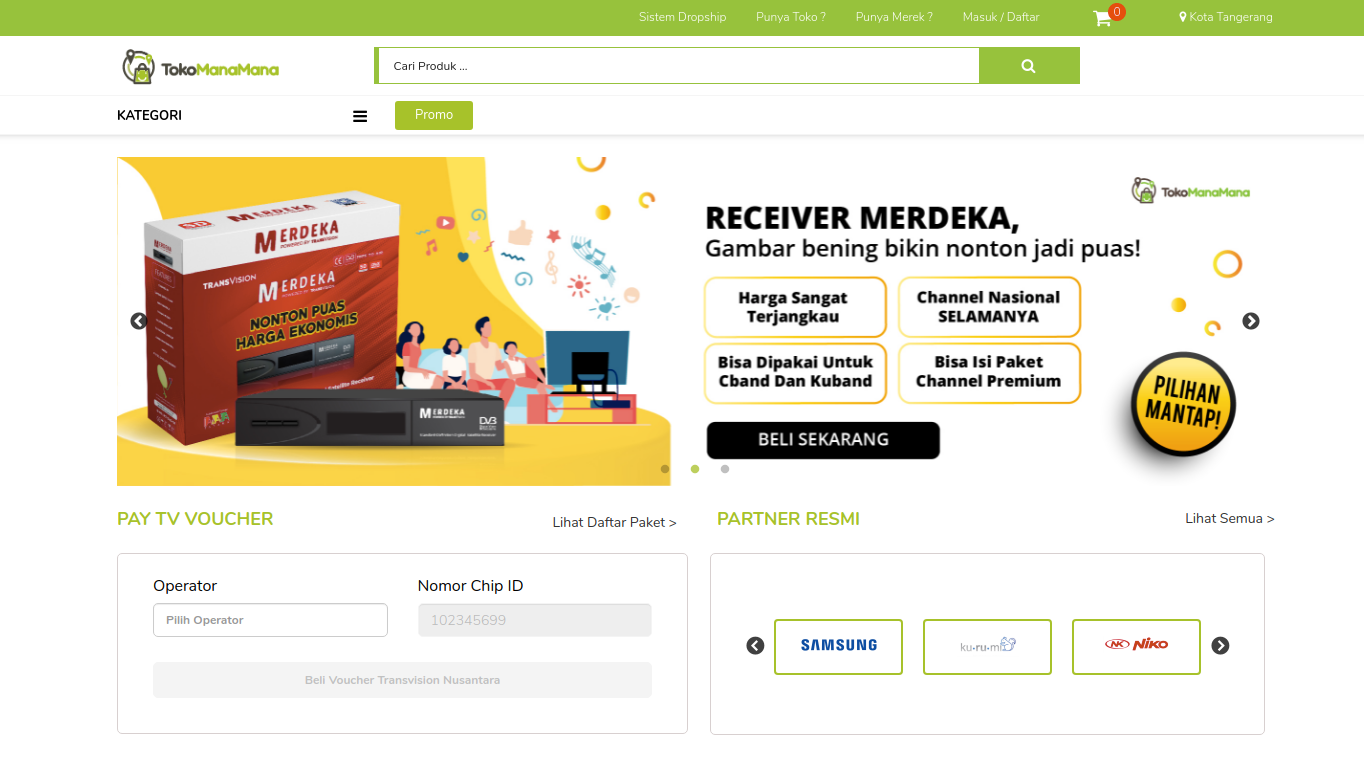 Sistem Dropship
Punya Toko ?
Punya Merek ?
Masuk / Daftar
0
Kota Tangerang
TokoManaMana
Cari Produk ...
KATEGORI
Promo
TokoManaMana
RECEIVER MERDEKA,
Gambar bening bikin nonton jadi puas!
Harga Sangat
Terjangkau
Channel Nasional
SELAMANYA
Bisa Dipakai Untuk
Cband Dan Kuband
Bisa Isi Paket
Channel Premium
BELI SEKARANG
PILIHAN
MANTAP!
MERDEKA
MERDEKA
TRANSVISION
MERDEKA
NONTON PUAS
HARGA EKONOMIS
MERDEKA
DVB
PAY TV VOUCHER
Lihat Daftar Paket >
PARTNER RESMI
Lihat Semua >
Operator
Nomor Chip ID
Pilih Operator
102345699
Beli Voucher Transvision Nusantara
SAMSUNG
ku·ru·mi
NK NIKO